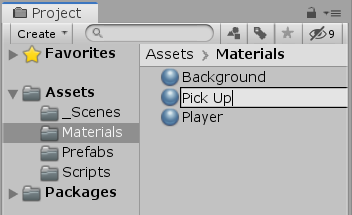 Project
Create
9
Favorites
Assets > Materials
Background
Assets
Pick Up
_Scenes
Player
Materials
Prefabs
Scripts
Packages